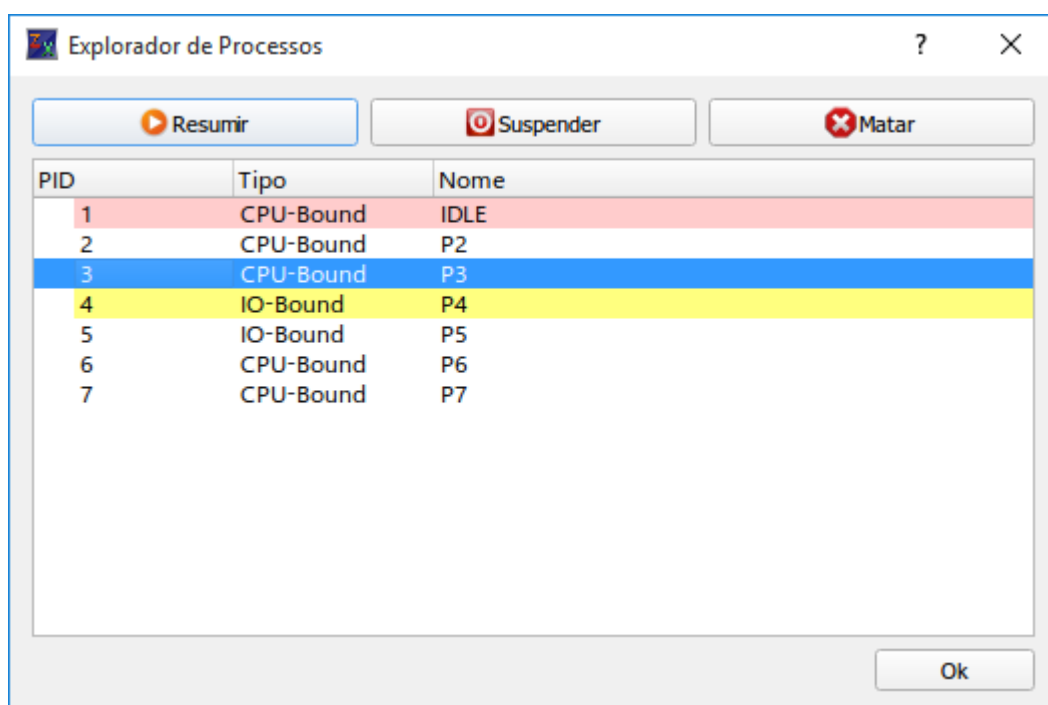 Explorador de Processos ?
Resumir Suspender Matar
PID Tipo Nome
1 CPU-Bound IDLE
2 CPU-Bound P2
3 CPU-Bound P3
4 IO-Bound P4
5 IO-Bound P5
6 CPU-Bound P6
7 CPU-Bound P7
Ok